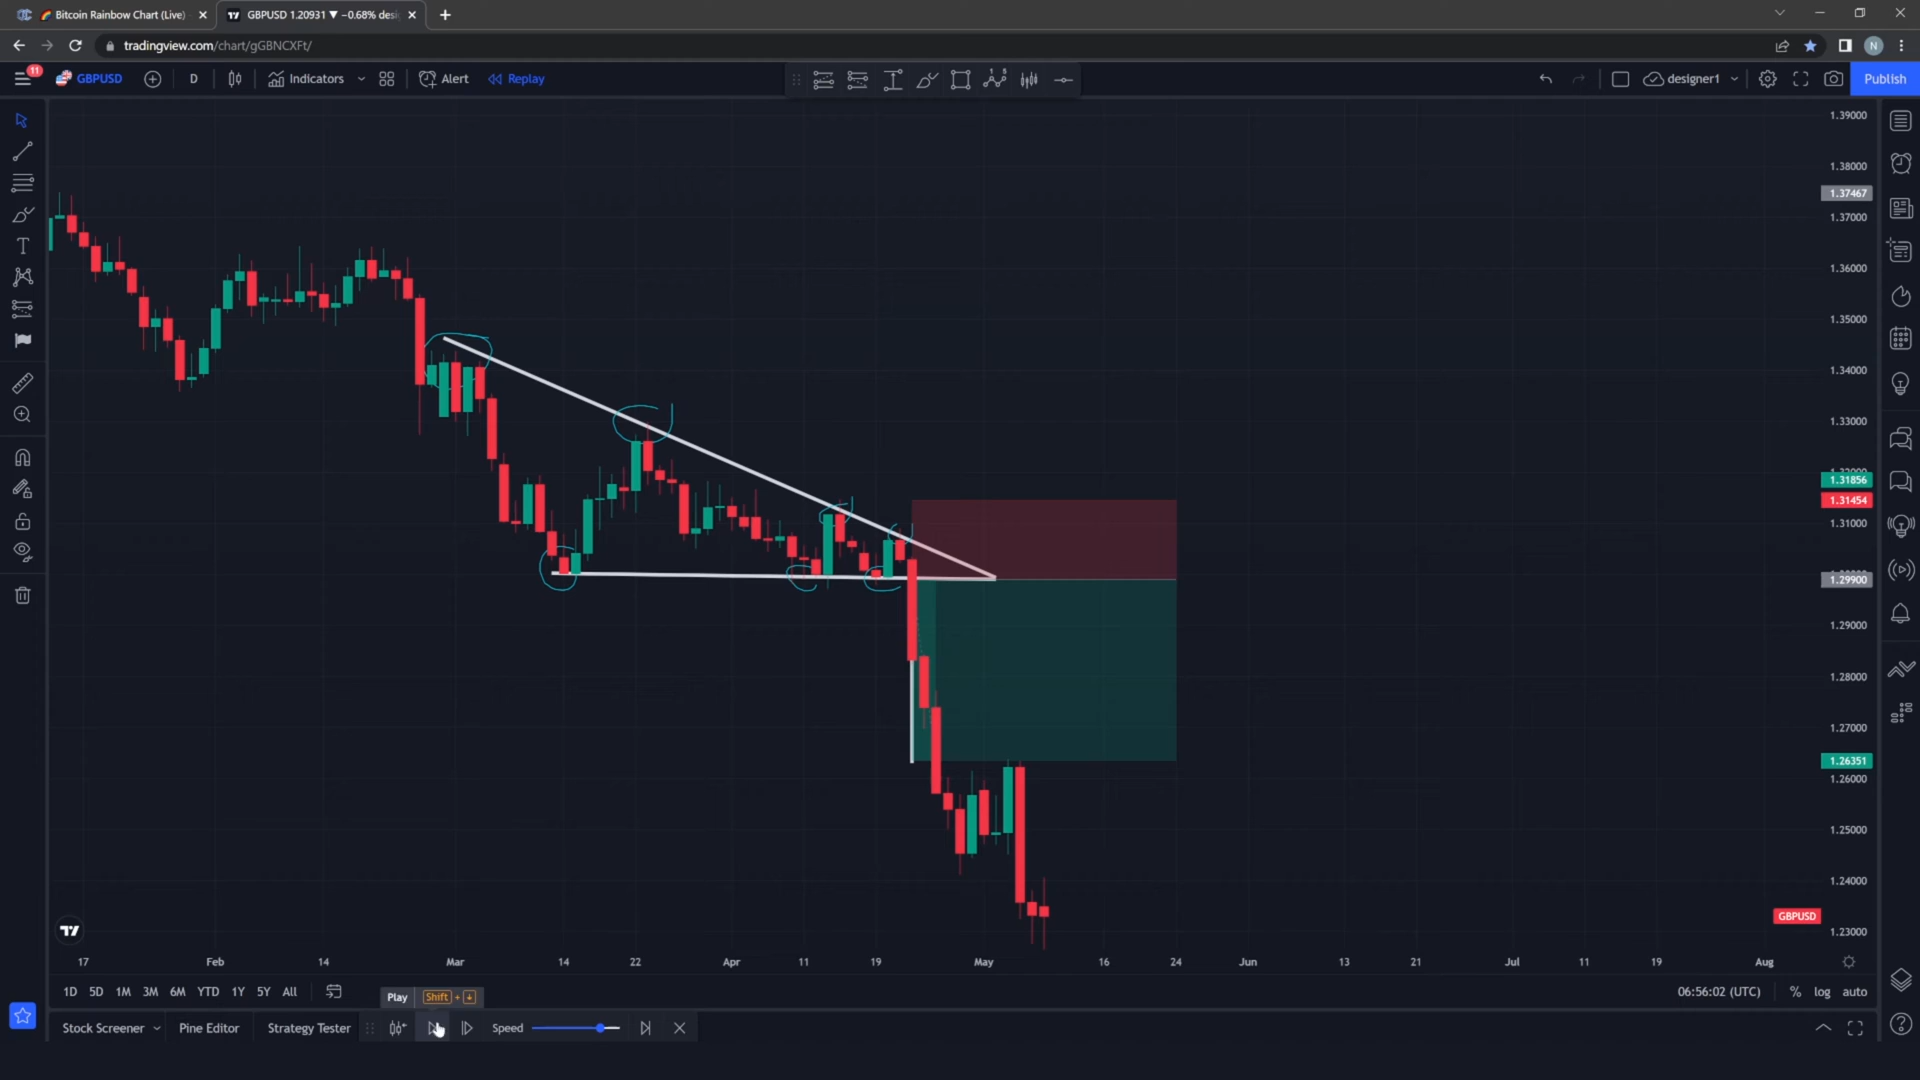 Bitcoin Rainbow Chart (Live)
GBPUSD 1.20931 ▼ −0.68% desi
tradingview.com/chart/gGBNCXFt/
11
GBPUSD
D
Indicators
Alert
Replay
designer1
Publish
1.39000
1.38000
1.37467
1.37000
1.36000
1.35000
1.34000
1.33000
1.31856
1.31454
1.31000
1.29900
1.29000
1.28000
1.27000
1.26351
1.26000
1.25000
1.24000
GBPUSD
1.23000
17 Feb 14 Mar 14 22 Apr 11 19 May 16 24 Jun 13 21 Jul 11 19 Aug
1D 5D 1M 3M 6M YTD 1Y 5Y All
Play Shift + ↓
06:56:02 (UTC) % log auto
Stock Screener Pine Editor Strategy Tester Speed